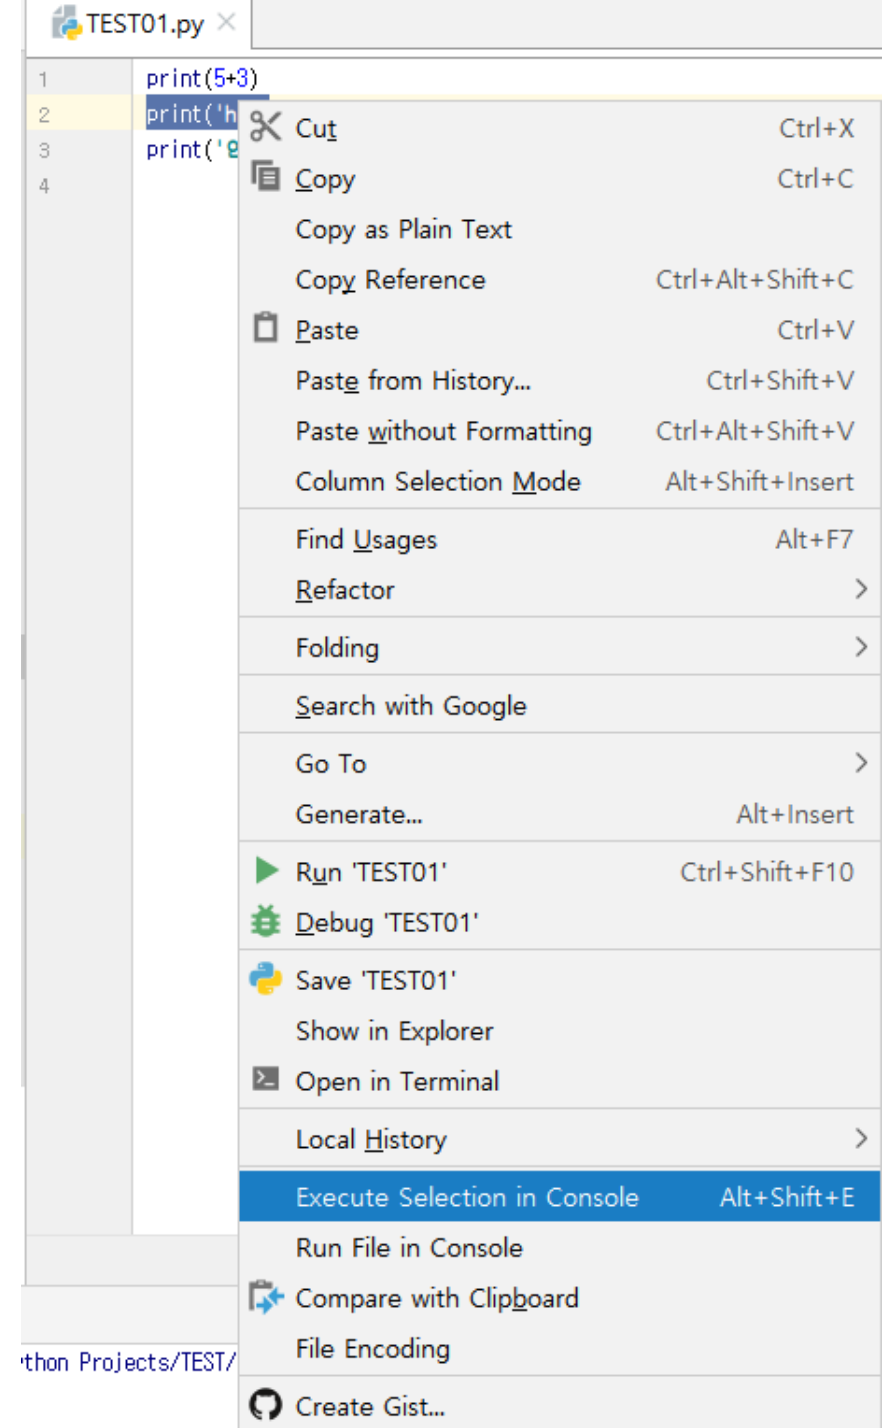 TEST01.py
1 print(5+3)
2 print('h
3 print('
4
Cut Ctrl+X
Copy Ctrl+C
Copy as Plain Text
Copy Reference Ctrl+Alt+Shift+C
Paste Ctrl+V
Paste from History... Ctrl+Shift+V
Paste without Formatting Ctrl+Alt+Shift+V
Column Selection Mode Alt+Shift+Insert
Find Usages Alt+F7
Refactor
Folding
Search with Google
Go To
Generate... Alt+Insert
Run 'TEST01' Ctrl+Shift+F10
Debug 'TEST01'
Save 'TEST01'
Show in Explorer
Open in Terminal
Local History
Execute Selection in Console Alt+Shift+E
Run File in Console
Compare with Clipboard
File Encoding
thon Projects/TEST/
Create Gist...